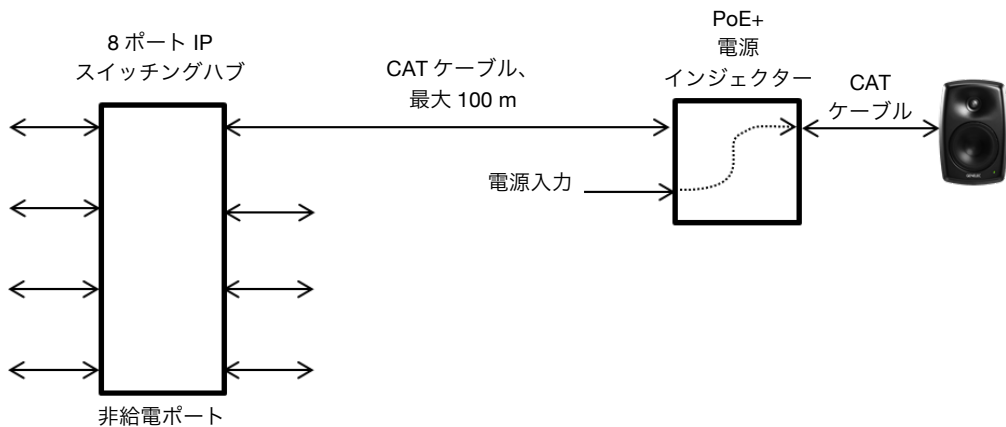 8 ポート IP
スイッチングハブ
CAT ケーブル、
最大 100 m
PoE+
電源
インジェクター
CAT
ケーブル
電源入力
GENELEC
非給電ポート